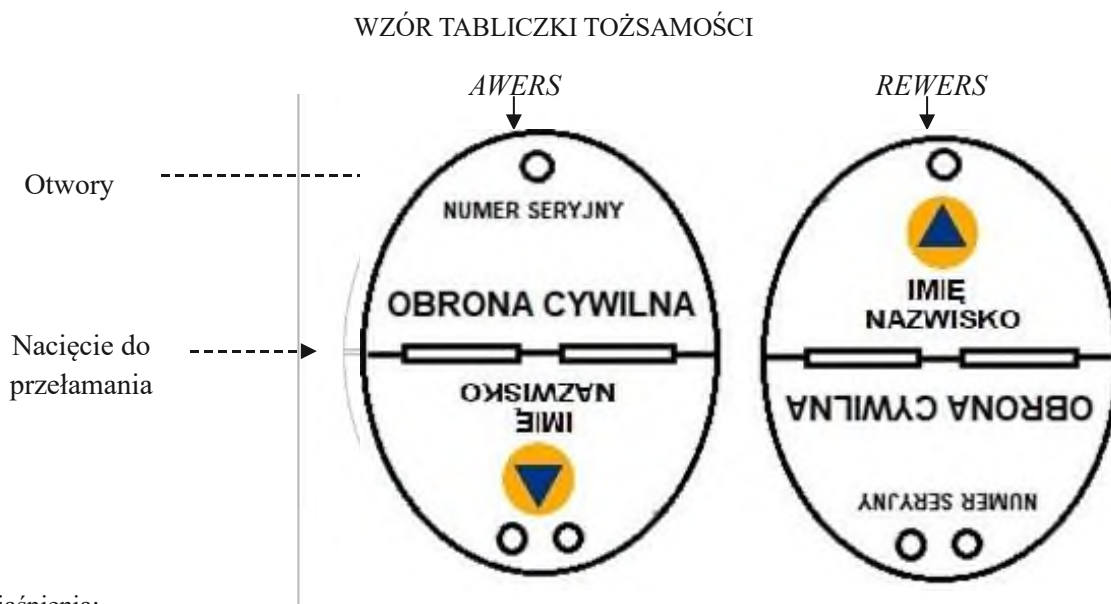 WZÓR TABLICZKI TOŻSAMOŚCI
AWERS
REWERS
Otwory
NUMER SERYJNY
OBRONA CYWILNA
IMIĘ
NAZWISKO
Nacięcie do
przełamania
IMIĘ
NAZWISKO
OBRONA CYWILNA
NUMER SERYJNY